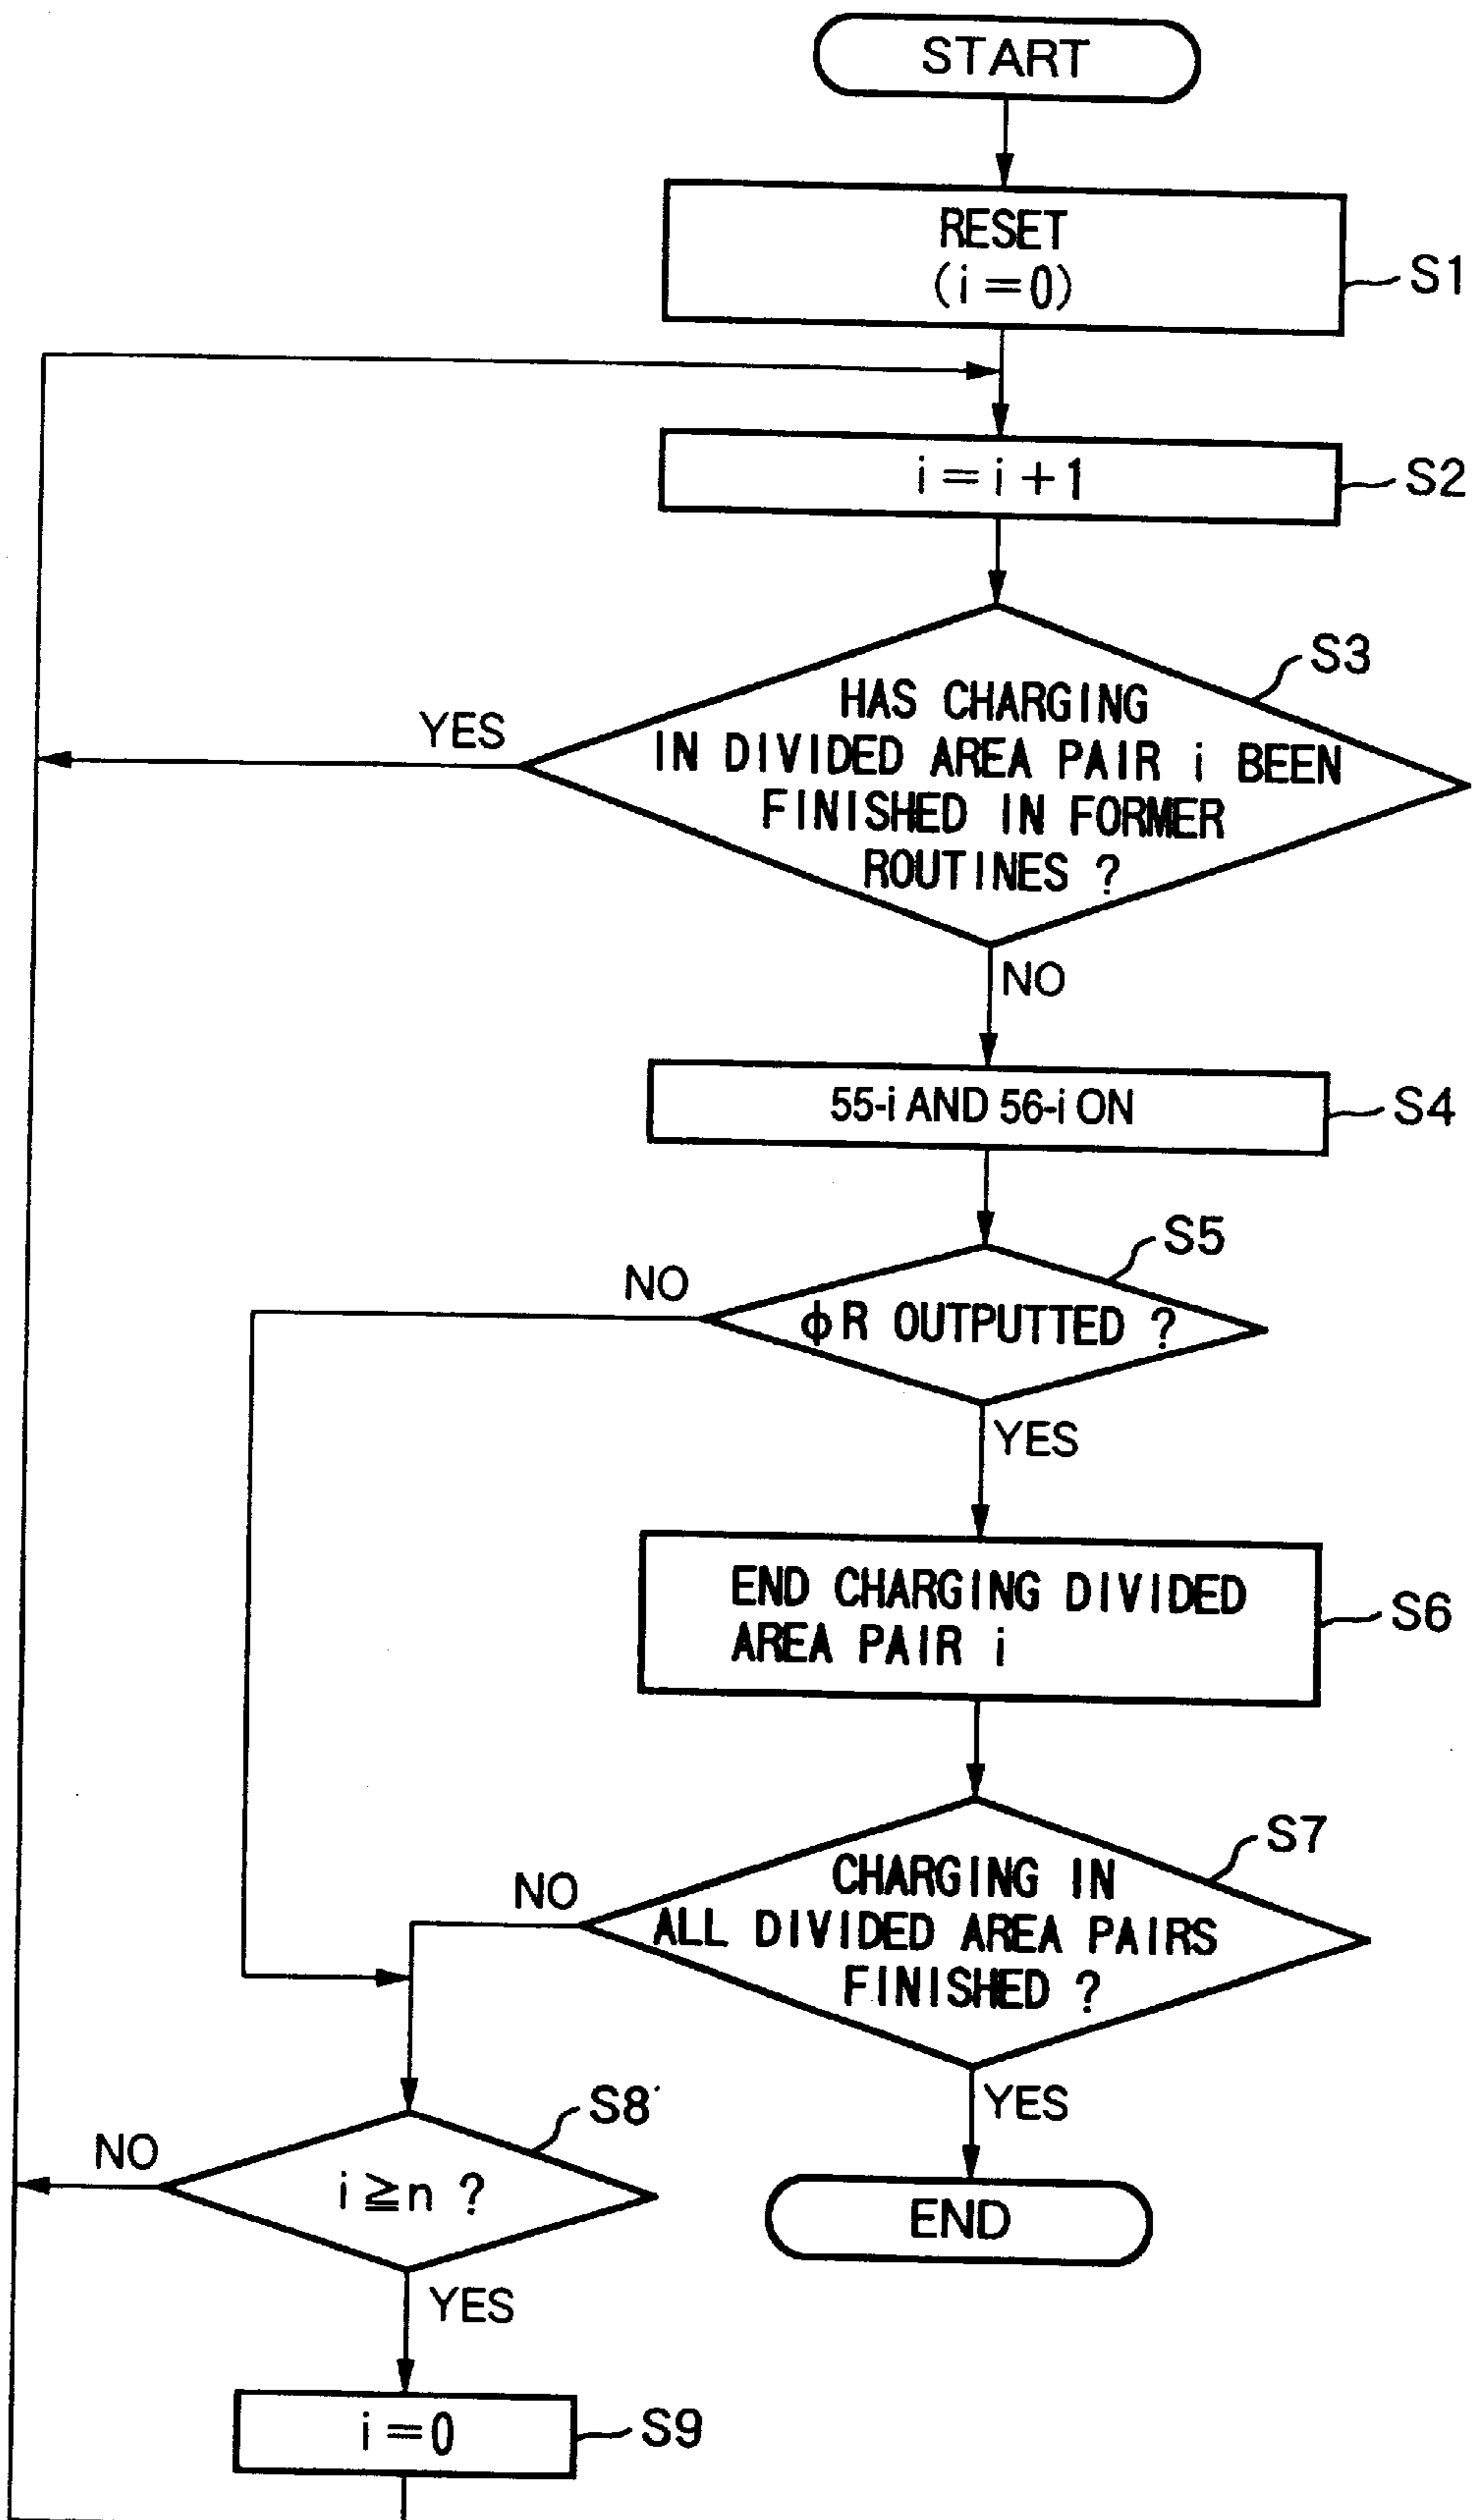 START
RESET
(i=0)
S1
i=i+1
S2
S3
HAS CHARGING
IN DIVIDED AREA PAIR i BEEN
FINISHED IN FORMER
ROUTINES ?
YES
NO
55-i AND 56-i ON
S4
S5
NO
ϕR OUTPUTTED ?
YES
END CHARGING DIVIDED
AREA PAIR i
S6
S7
NO
CHARGING IN
ALL DIVIDED AREA PAIRS
FINISHED ?
YES
S8
NO
i≧n ?
END
YES
i=0
S9